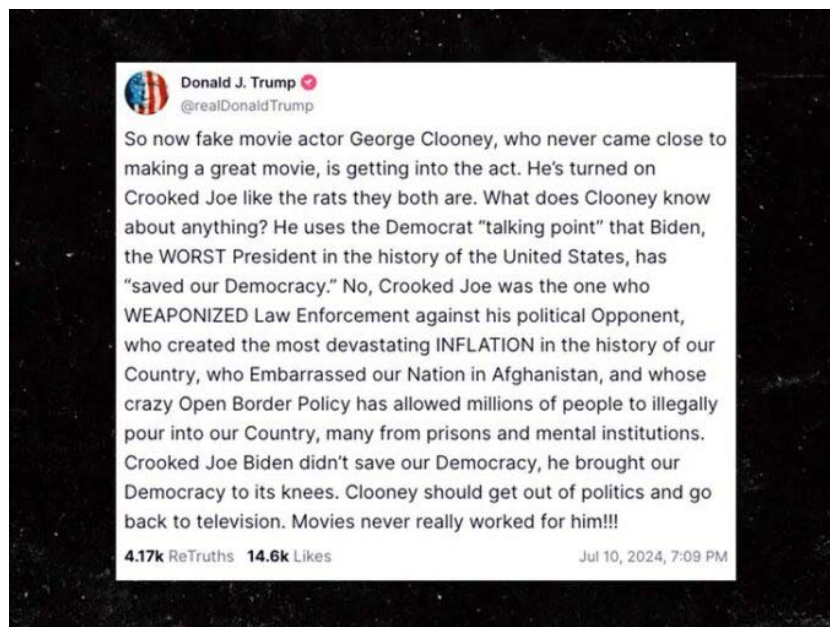 Donald J. Trump
@realDonaldTrump
So now fake movie actor George Clooney, who never came close to
making a great movie, is getting into the act. He’s turned on
Crooked Joe like the rats they both are. What does Clooney know
about anything? He uses the Democrat “talking point” that Biden,
the WORST President in the history of the United States, has
“saved our Democracy.” No, Crooked Joe was the one who
WEAPONIZED Law Enforcement against his political Opponent,
who created the most devastating INFLATION in the history of our
Country, who Embarrassed our Nation in Afghanistan, and whose
crazy Open Border Policy has allowed millions of people to illegally
pour into our Country, many from prisons and mental institutions.
Crooked Joe Biden didn’t save our Democracy, he brought our
Democracy to its knees. Clooney should get out of politics and go
back to television. Movies never really worked for him!!!
4.17k ReTruths 14.6k Likes Jul 10, 2024, 7:09 PM